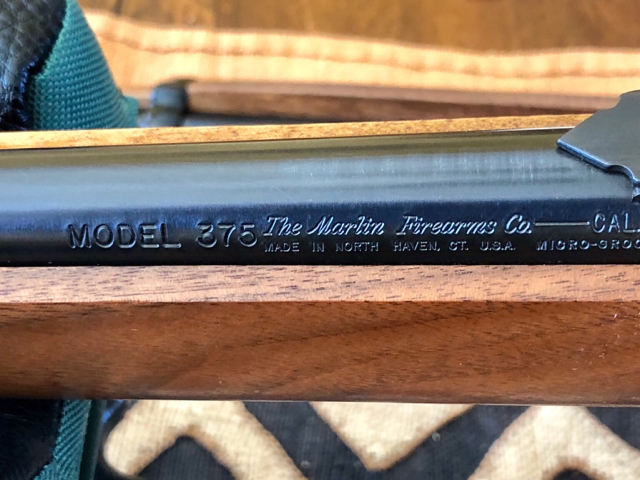 MODEL 375 The Marlin Firearms Co. — CAL.
MADE IN NORTH HAVEN, CT. U.S.A. MICRO-GROO